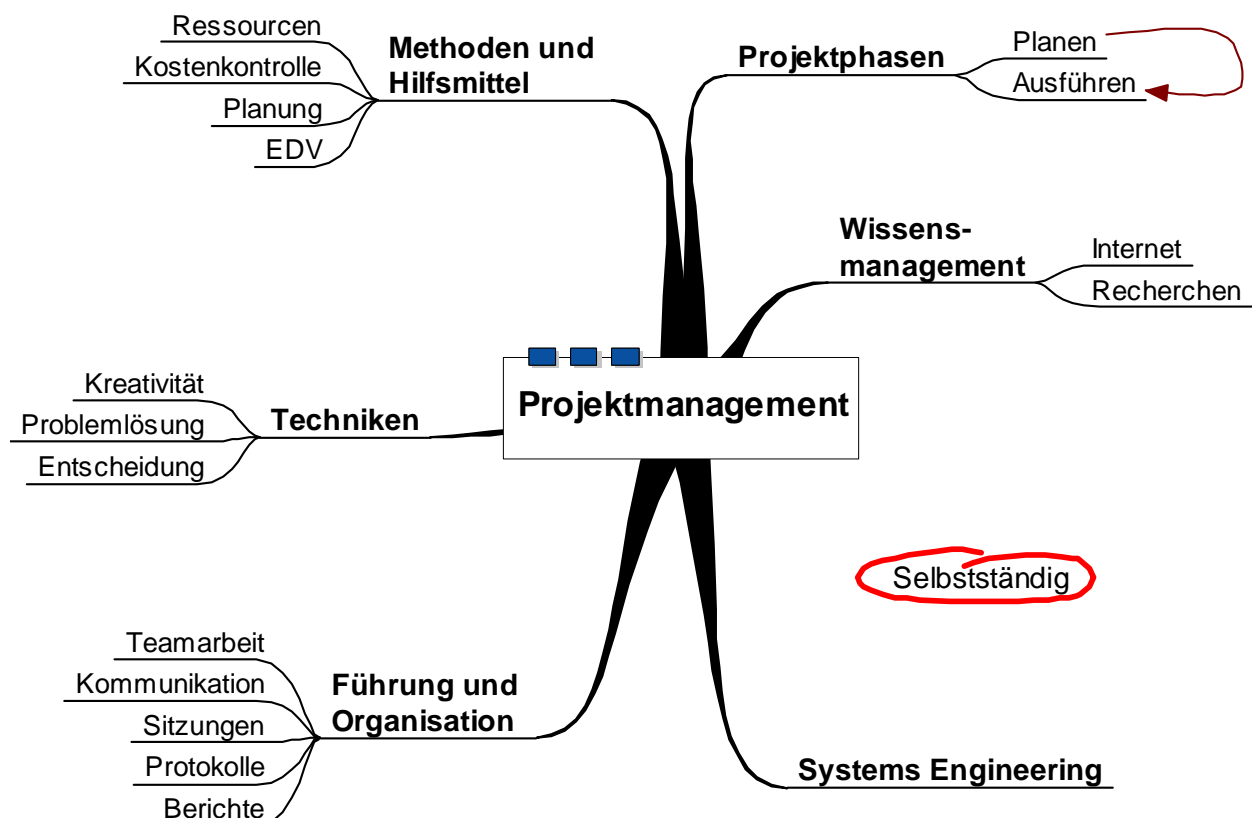 Ressourcen
Kostenkontrolle
Planung
EDV
Methoden und
Hilfsmittel
Projektphasen
Planen
Ausführen
Wissens-
management
Internet
Recherchen
Projektmanagement
Kreativität
Problemlösung
Entscheidung
Techniken
Selbstständig
Teamarbeit
Kommunikation
Sitzungen
Protokolle
Berichte
Führung und
Organisation
Systems Engineering